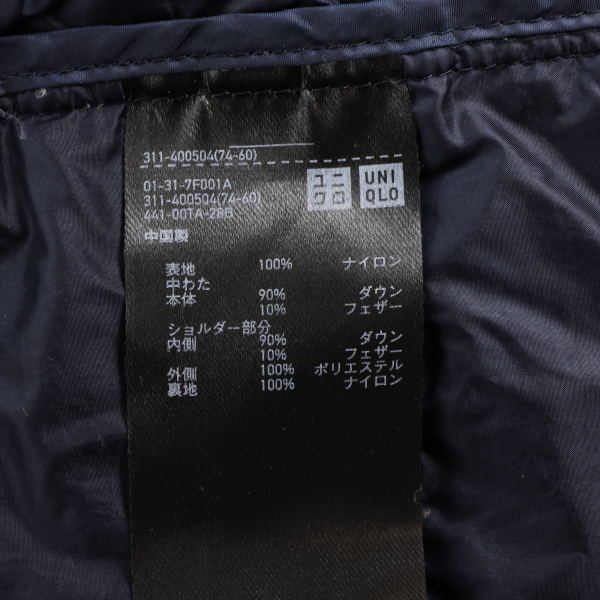 311-400504(74-60)
01-31-7F001A
311-400504(74-60)
441-00TA-28B
中国製
ユニ
クロ
UNI
QLO
表地 100% ナイロン
中わた
本体 90% ダウン
10% フェザー
ショルダー部分
内側 90% ダウン
10% フェザー
外側 100% ポリエステル
裏地 100% ナイロン